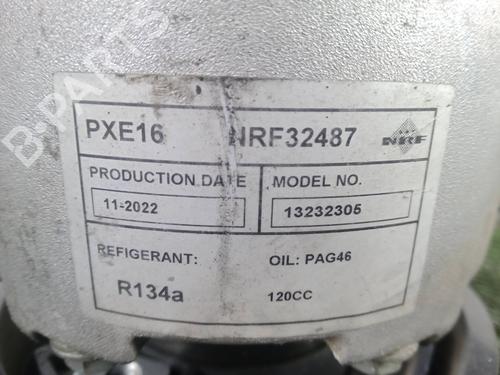 B-PARTS
PXE16 NRF32487 NRF
PRODUCTION DATE MODEL NO.
11-2022 13232305
REFIGERANT: OIL: PAG46
R134a 120CC